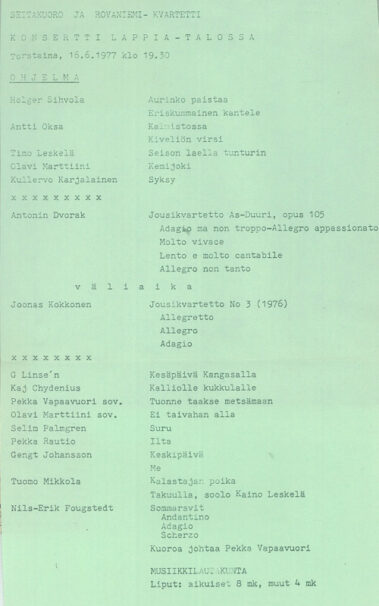 SEITAKUORO JA ROVANIEMI- KVARTETTI
KONSERTTI LAPPIA - TALOSSA
Torstaina, 16.6.1977 klo 19.30
OHJELMA
Holger Sihvola Aurinko paistaa
Eriskummainen kantele
Antti Oksa Kalmistossa
Kiveliön virsi
Timo Leskelä Seison laella tunturin
Olavi Marttiini Kemijoki
Kullervo Karjalainen Syksy
x x x x x x x x x
Antonin Dvorak Jousikvartetto As-Duuri, opus 105
Adagio ma non troppo-Allegro appassionato
Molto vivace
Lento e molto cantabile
Allegro non tanto
väliaika
Joonas Kokkonen Jousikvartetto No 3 (1976)
Allegretto
Allegro
Adagio
x x x x x x x x
G Linse'n Kesäpäivä Kangasalla
Kaj Chydenius Kalliolle kukkulalle
Pekka Vapaavuori sov. Tuonne taakse metsämaan
Olavi Marttiini sov. Ei taivahan alla
Selim Palmgren Suru
Pekka Rautio Ilta
Gengt Johansson Keskipäivä
Me
Tuomo Mikkola Kalastajan poika
Takuulla, soolo Kaino Leskelä
Nils-Erik Fougstedt Sommaravit
Andantino
Adagio
Scherzo
Kuoroa johtaa Pekka Vapaavuori
MUSIIKKILAUTAKUNTA
Liput: aikuiset 8 mk, muut 4 mk